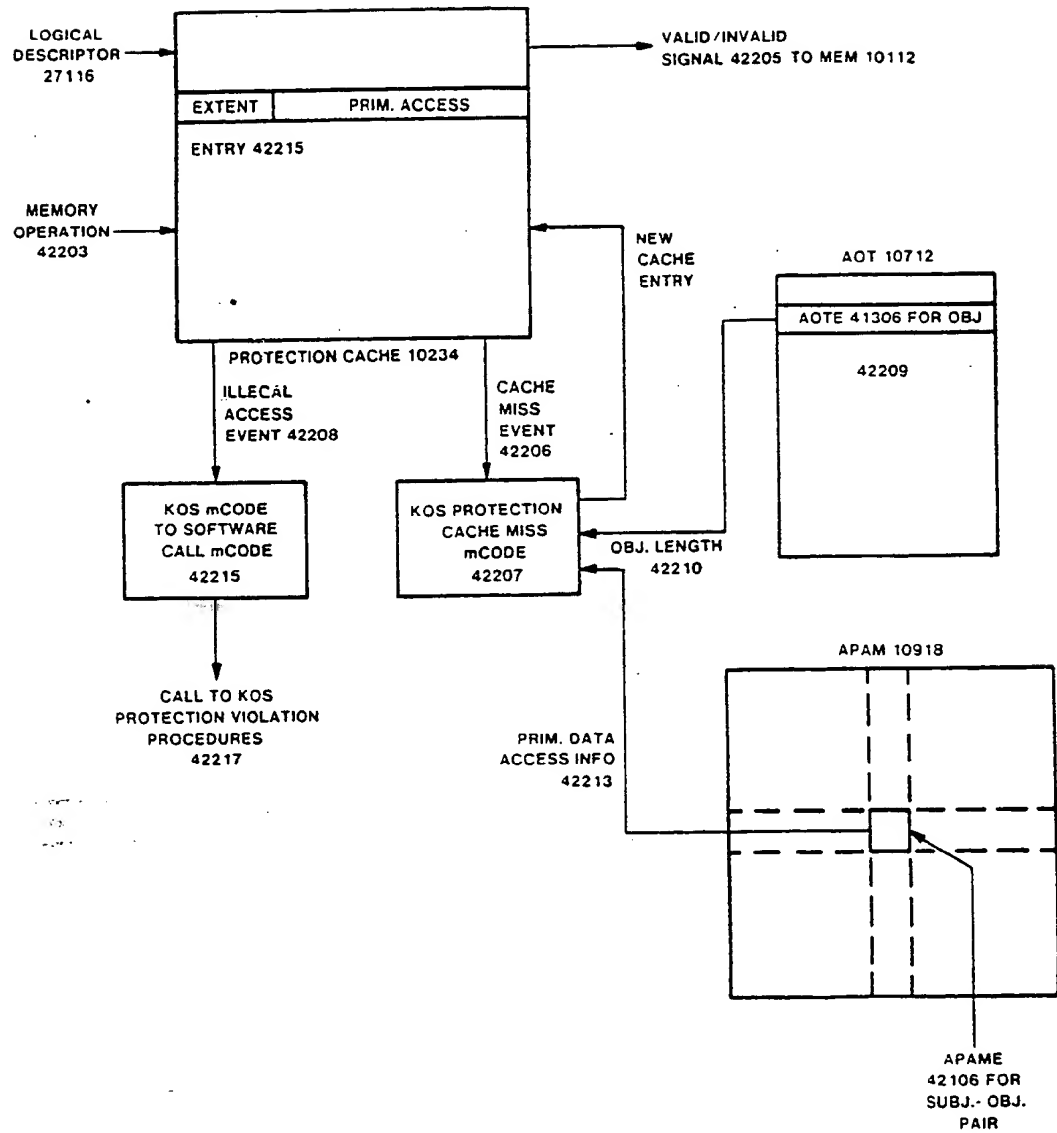 LOGICAL
DESCRIPTOR
27116
VALID/INVALID
SIGNAL 42205 TO MEM 10112
EXTENT
PRIM. ACCESS
ENTRY 42215
MEMORY
OPERATION
42203
NEW
CACHE
ENTRY
AOT 10712
AOTE 41306 FOR OBJ
42209
PROTECTION CACHE 10234
ILLECAL
ACCESS
EVENT 42208
CACHE
MISS
EVENT
42206
KOS mCODE
TO SOFTWARE
CALL mCODE
42215
KOS PROTECTION
CACHE MISS
mCODE
42207
OBJ. LENGTH
42210
CALL TO KOS
PROTECTION VIOLATION
PROCEDURES
42217
APAM 10918
PRIM. DATA
ACCESS INFO
42213
APAME
42106 FOR
SUBJ.- OBJ.
PAIR